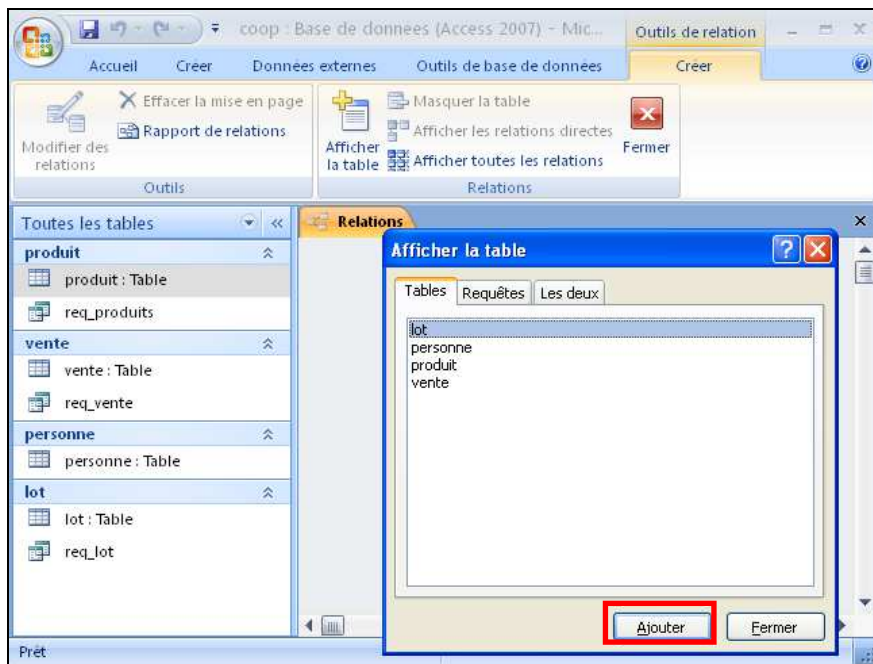 coop : Base de données (Access 2007) - Mic...
Outils de relation
Accueil
Créer
Données externes
Outils de base de données
Créer
Modifier des relations
Effacer la mise en page
Rapport de relations
Outils
Afficher la table
Masquer la table
Afficher les relations directes
Afficher toutes les relations
Relations
Fermer
Toutes les tables
produit
produit : Table
req_produits
vente
vente : Table
req_vente
personne
personne : Table
lot
lot : Table
req_lot
Relations
Afficher la table
Tables
Requêtes
Les deux
lot
personne
produit
vente
Ajouter
Fermer
Prêt